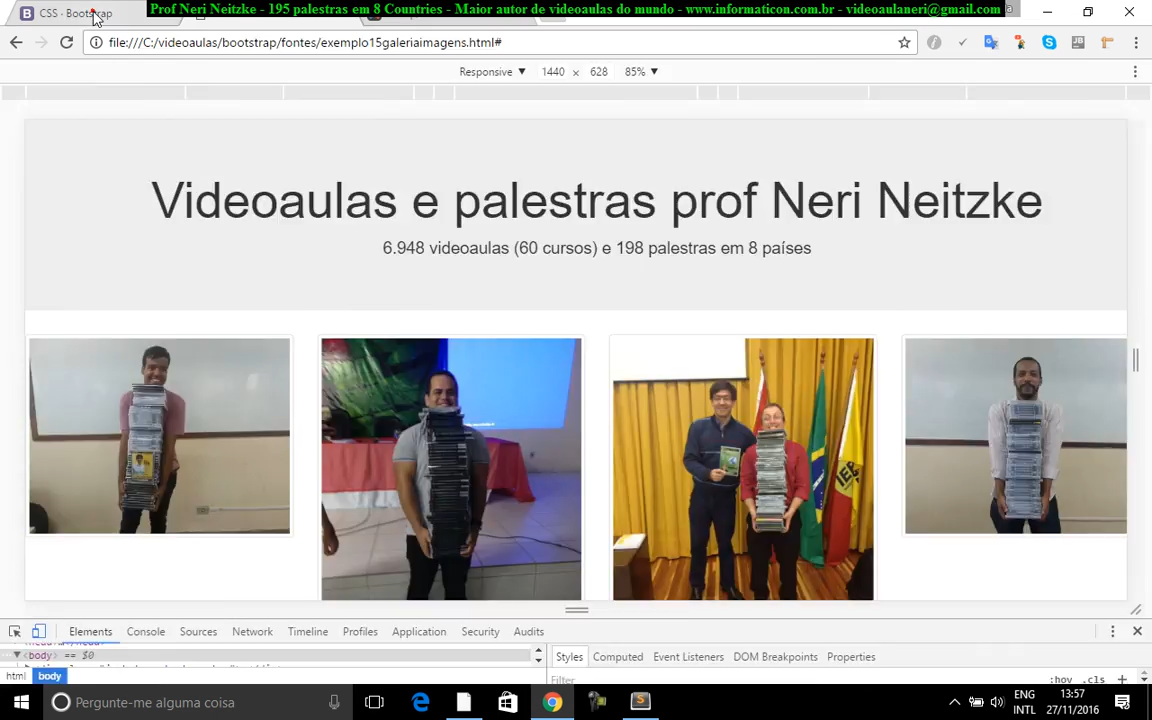 CSS · Bootstrap
Prof Neri Neitzke - 195 palestras em 8 Countries - Maior autor de videoaulas do mundo - www.informaticon.com.br - videoaulaneri@gmail.com
file:///C:/videoaulas/bootstrap/fontes/exemplo15galeriaimagens.html#
Responsive ▼ 1440 × 628 85% ▼
Videoaulas e palestras prof Neri Neitzke
6.948 videoaulas (60 cursos) e 198 palestras em 8 países
Elements Console Sources Network Timeline Profiles Application Security Audits
<body> == $0
Styles Computed Event Listeners DOM Breakpoints Properties
html body
Filter :hov .cls +
Pergunte-me alguma coisa
ENG 13:57
INTL 27/11/2016